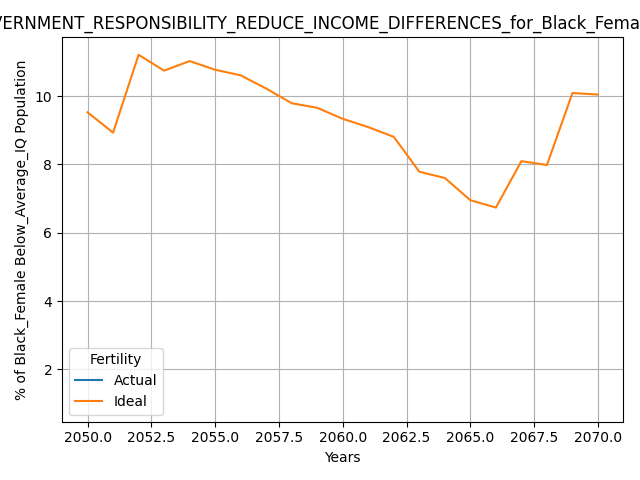 VERNMENT_RESPONSIBILITY_REDUCE_INCOME_DIFFERENCES_for_Black_Fema
% of Black_Female Below_Average_IQ Population
10
8
6
4
2
Fertility
Actual
Ideal
2050.0 2052.5 2055.0 2057.5 2060.0 2062.5 2065.0 2067.5 2070.0
Years